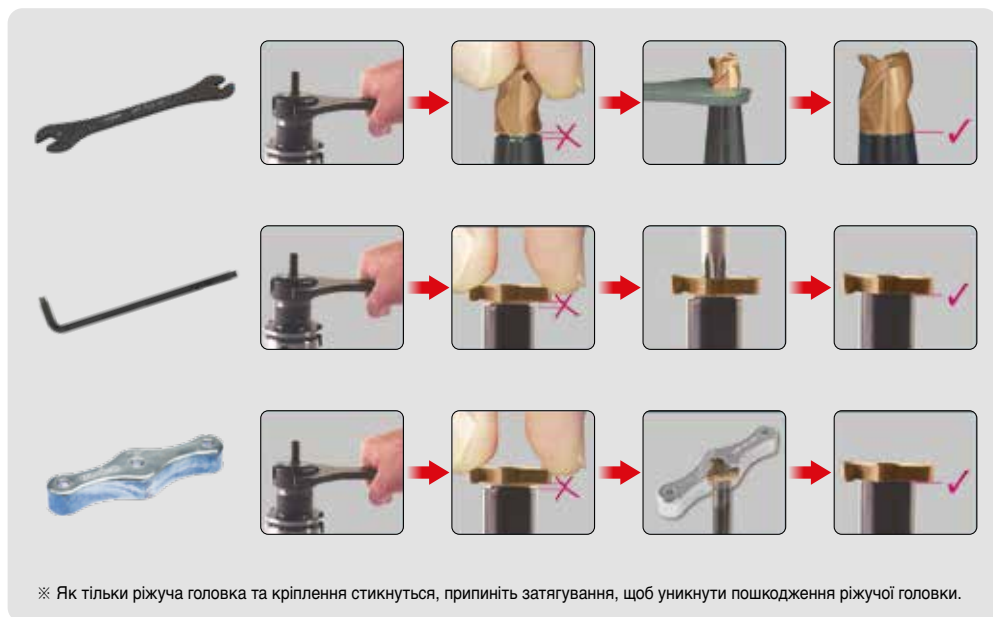 ※ Як тільки ріжуча головка та кріплення стикнуться, припиніть затягування, щоб уникнути пошкодження ріжучої головки.